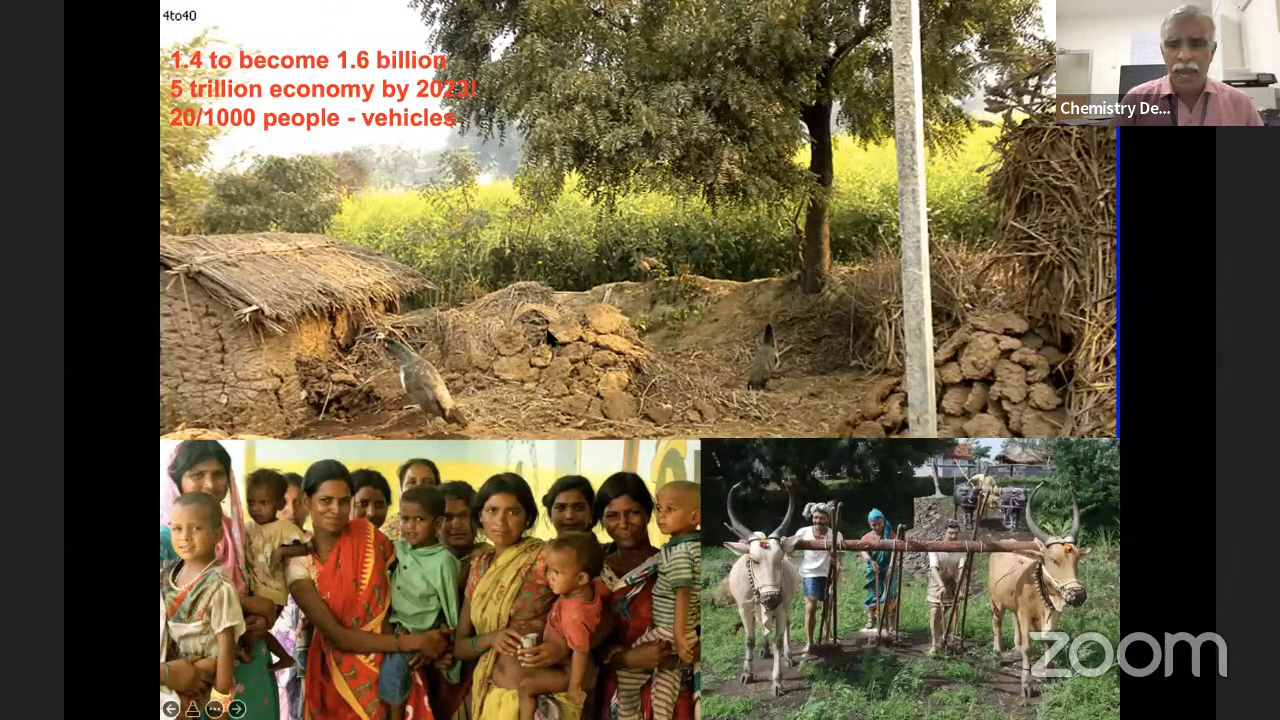 4to40
1.4 to become 1.6 billion
5 trillion economy by 2023!
20/1000 people - vehicles
Chemistry De...
zoom